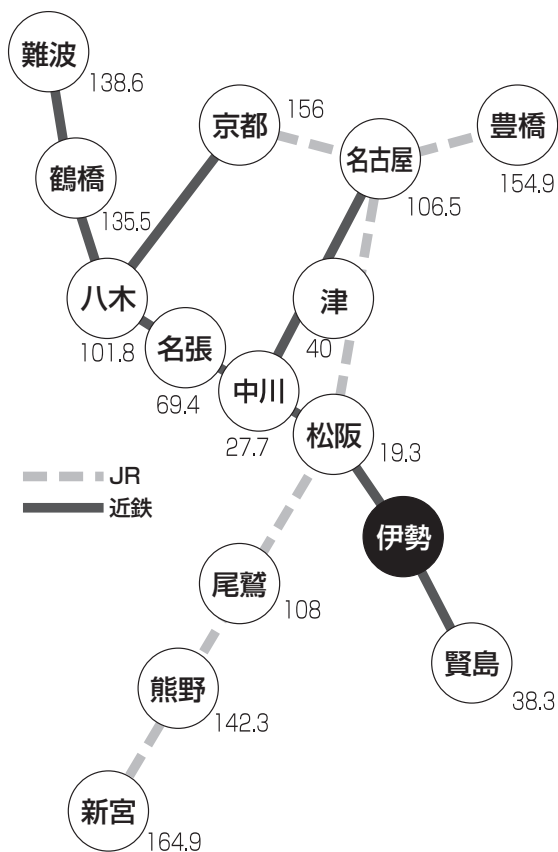 難波
138.6
京都
156
豊橋
154.9
名古屋
106.5
鶴橋
135.5
八木
101.8
津
40
名張
69.4
中川
27.7
松阪
19.3
JR
近鉄
伊勢
尾鷲
108
賢島
38.3
熊野
142.3
新宮
164.9